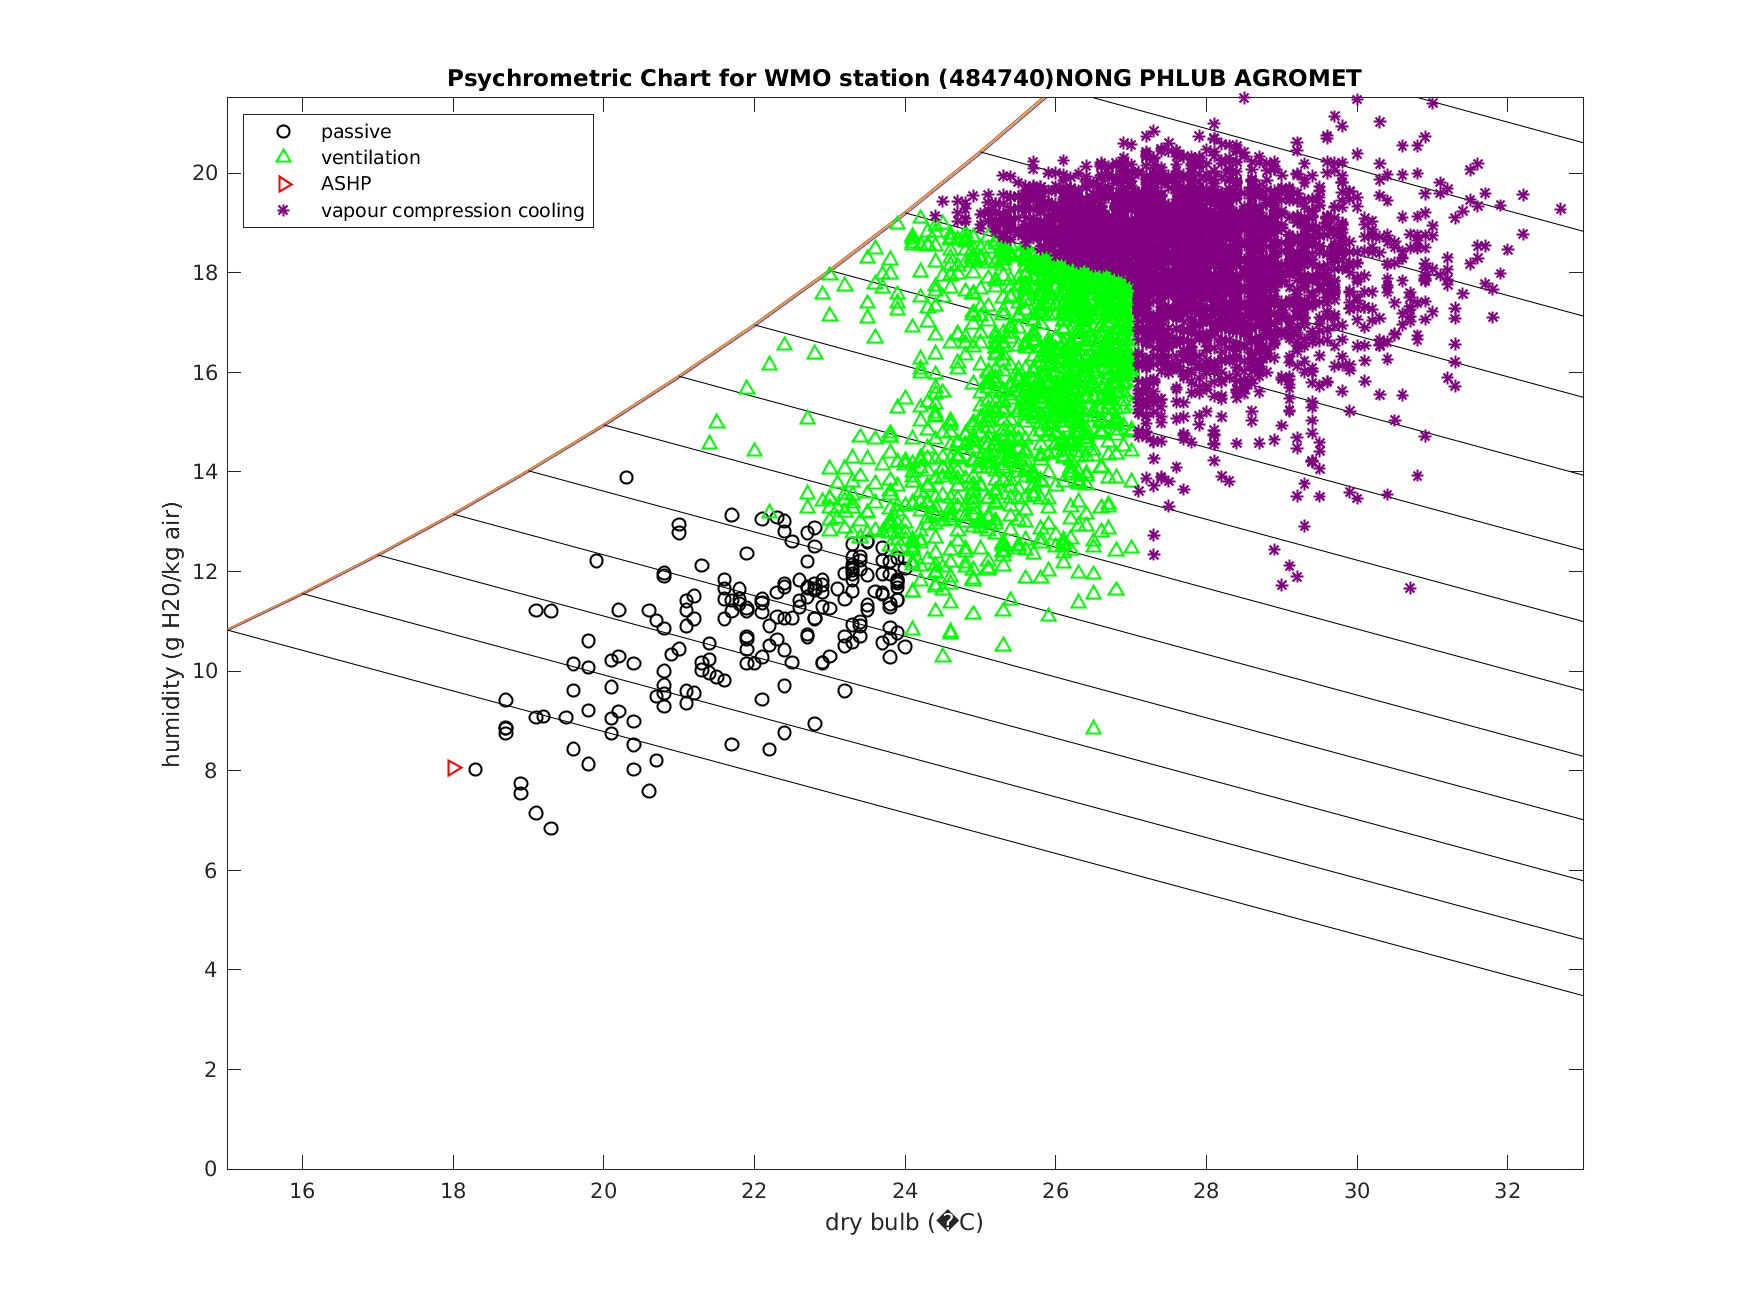 Psychrometric Chart for WMO station (484740)NONG PHLUB AGROMET
passive
ventilation
ASHP
vapour compression cooling
humidity (g H20/kg air)
20
18
16
14
12
10
8
6
4
2
0
16 18 20 22 24 26 28 30 32
dry bulb (�C)